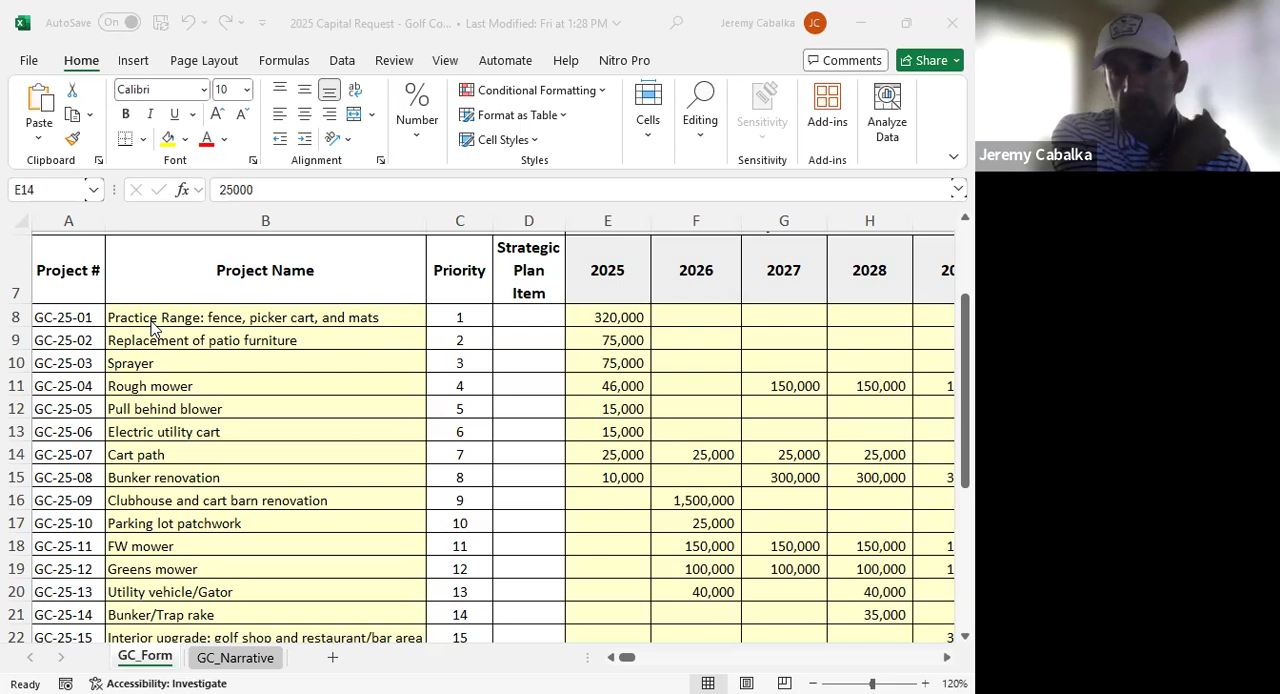 AutoSave On 2025 Capital Request - Golf Co... • Last Modified: Fri at 1:28 PM Jeremy Cabalka JC
File Home Insert Page Layout Formulas Data Review View Automate Help Nitro Pro Comments Share
Paste Calibri 10 B I U A A A ab Number Conditional Formatting Format as Table Cell Styles Cells Editing Sensitivity Add-ins Analyze Data
Clipboard Font Alignment Styles Sensitivity Add-ins
Jeremy Cabalka
E14 fx 25000
A B C D E F G H
7 Project # Project Name Priority Strategic Plan Item 2025 2026 2027 2028 20
8 GC-25-01 Practice Range: fence, picker cart, and mats 1 320,000
9 GC-25-02 Replacement of patio furniture 2 75,000
10 GC-25-03 Sprayer 3 75,000
11 GC-25-04 Rough mower 4 46,000 150,000 150,000 1
12 GC-25-05 Pull behind blower 5 15,000
13 GC-25-06 Electric utility cart 6 15,000
14 GC-25-07 Cart path 7 25,000 25,000 25,000 25,000
15 GC-25-08 Bunker renovation 8 10,000 300,000 300,000 3
16 GC-25-09 Clubhouse and cart barn renovation 9 1,500,000
17 GC-25-10 Parking lot patchwork 10 25,000
18 GC-25-11 FW mower 11 150,000 150,000 150,000 1
19 GC-25-12 Greens mower 12 100,000 100,000 100,000 1
20 GC-25-13 Utility vehicle/Gator 13 40,000 40,000
21 GC-25-14 Bunker/Trap rake 14 35,000
22 GC-25-15 Interior upgrade: golf shop and restaurant/bar area 15 3
GC_Form GC_Narrative
Ready Accessibility: Investigate 120%